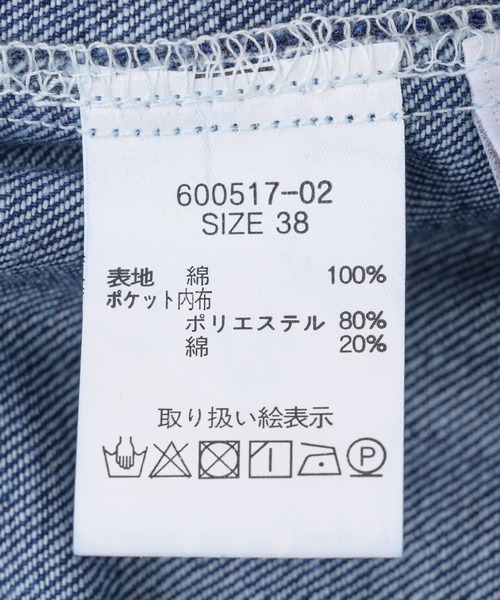 600517-02
SIZE 38
表地 綿 100%
ポケット内布
ポリエステル 80%
綿 20%
取り扱い絵表示
P